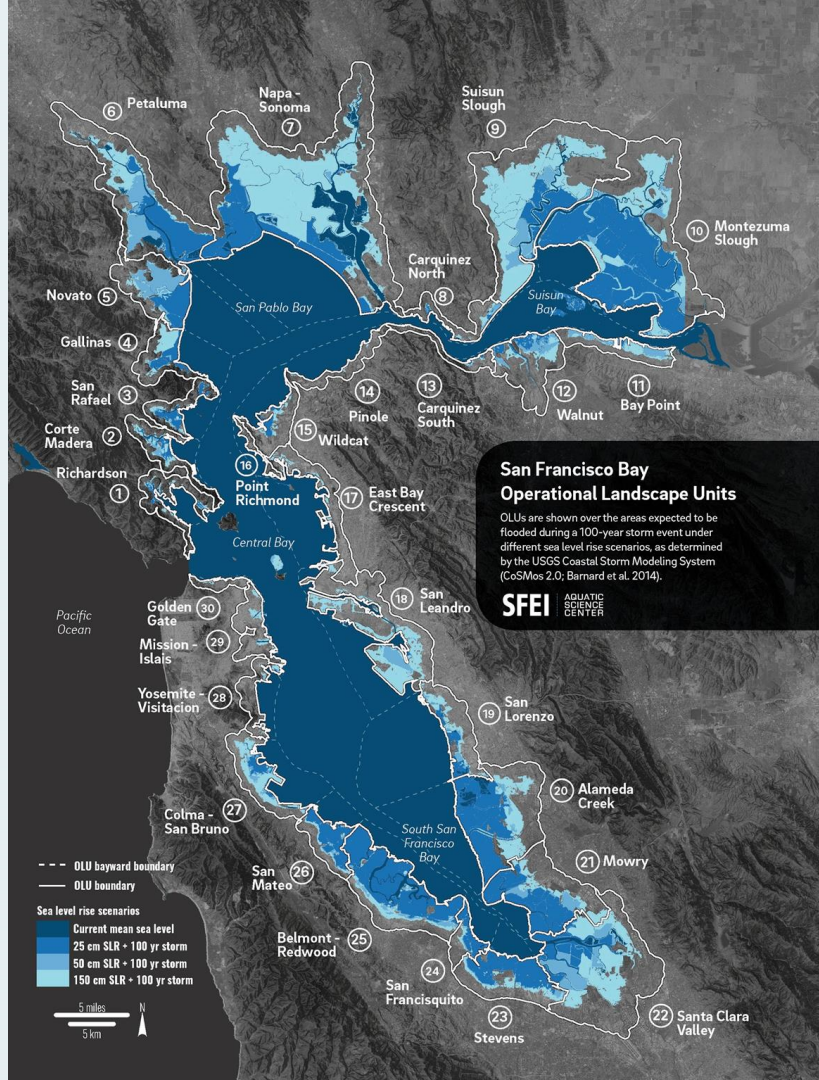 6
Petaluma
Napa -
Sonoma
7
Suisun
Slough
9
10
Montezuma
Slough
Novato
5
San Pablo Bay
Carquinez
North
8
Suisun
Bay
Gallinas
4
San
Rafael
3
14
Pinole
13
Carquinez
South
12
Walnut
11
Bay Point
Corte
Madera
2
15
Wildcat
Richardson
1
16
Point
Richmond
17
East Bay
Crescent
San Francisco Bay
Operational Landscape Units
OLUs are shown over the areas expected to be
flooded during a 100-year storm event under
different sea level rise scenarios, as determined
by the USGS Coastal Storm Modeling System
(CoSMos 2.0; Barnard et al. 2014).
SFEI
AQUATIC
SCIENCE
CENTER
Central Bay
Pacific
Ocean
Golden
Gate
30
18
San
Leandro
Mission -
Islais
29
Yosemite -
Visitacion
28
19
San
Lorenzo
Colma -
San Bruno
27
20
Alameda
Creek
South San
Francisco
Bay
21
Mowry
San
Mateo
26
Belmont -
Redwood
25
24
San
Francisquito
23
Stevens
22
Santa Clara
Valley
OLU bayward boundary
OLU boundary
Sea level rise scenarios
Current mean sea level
25 cm SLR + 100 yr storm
50 cm SLR + 100 yr storm
150 cm SLR + 100 yr storm
5 miles
5 km
N